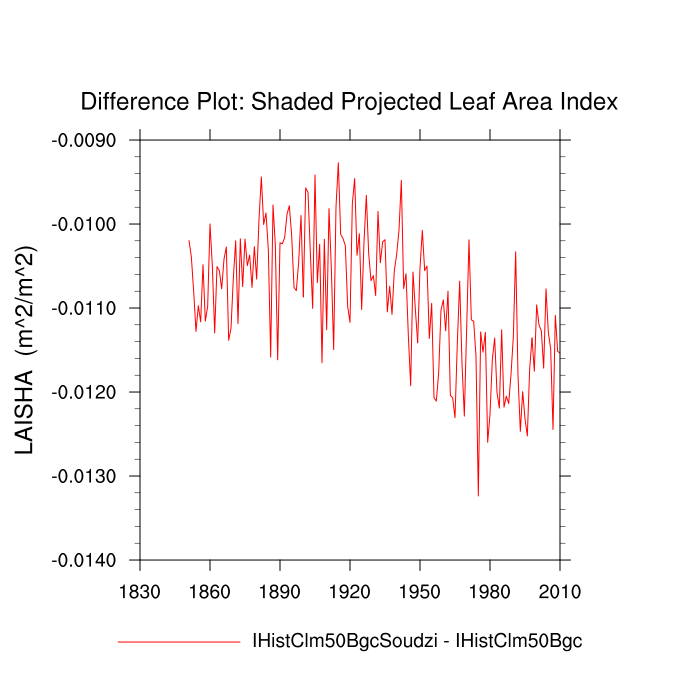 Difference Plot: Shaded Projected Leaf Area Index
LAISHA (m^2/m^2)
-0.0090
-0.0100
-0.0110
-0.0120
-0.0130
-0.0140
1830 1860 1890 1920 1950 1980 2010
IHistClm50BgcSoudzi - IHistClm50Bgc